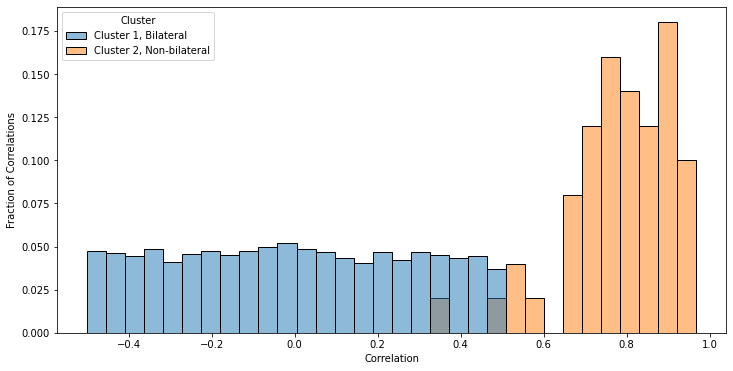 Cluster
Cluster 1, Bilateral
Cluster 2, Non-bilateral
Fraction of Correlations
0.175
0.150
0.125
0.100
0.075
0.050
0.025
0.000
−0.4 −0.2 0.0 0.2 0.4 0.6 0.8 1.0
Correlation